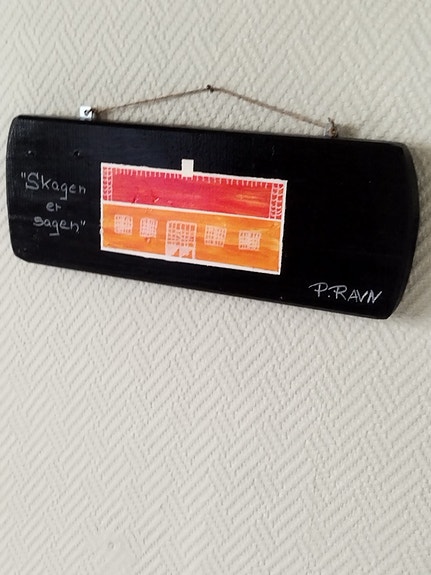 "Skagen
er
sagen"
P.RAVN